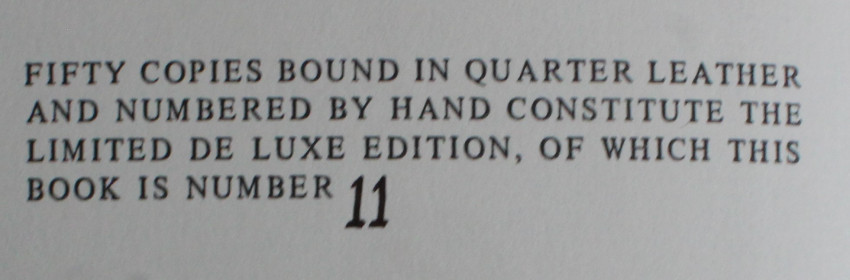 FIFTY COPIES BOUND IN QUARTER LEATHER
AND NUMBERED BY HAND CONSTITUTE THE
LIMITED DE LUXE EDITION, OF WHICH THIS
BOOK IS NUMBER 11